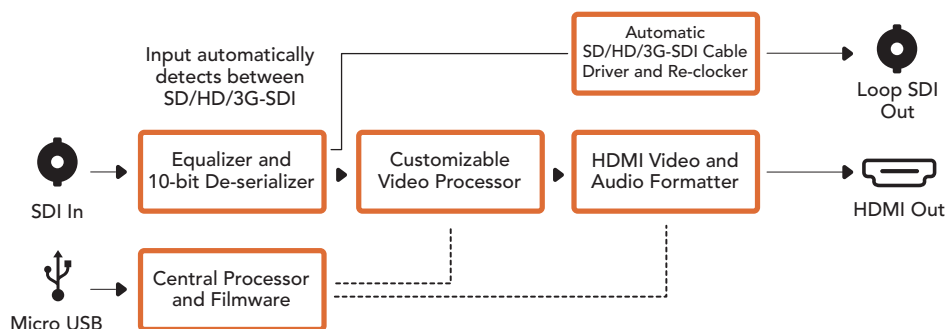 Input automatically
detects between
SD/HD/3G-SDI
Automatic
SD/HD/3G-SDI Cable
Driver and Re-clocker
Loop SDI
Out
SDI In
Equalizer and
10-bit De-serializer
Customizable
Video Processor
HDMI Video and
Audio Formatter
HDMI Out
Micro USB
Central Processor
and Filmware